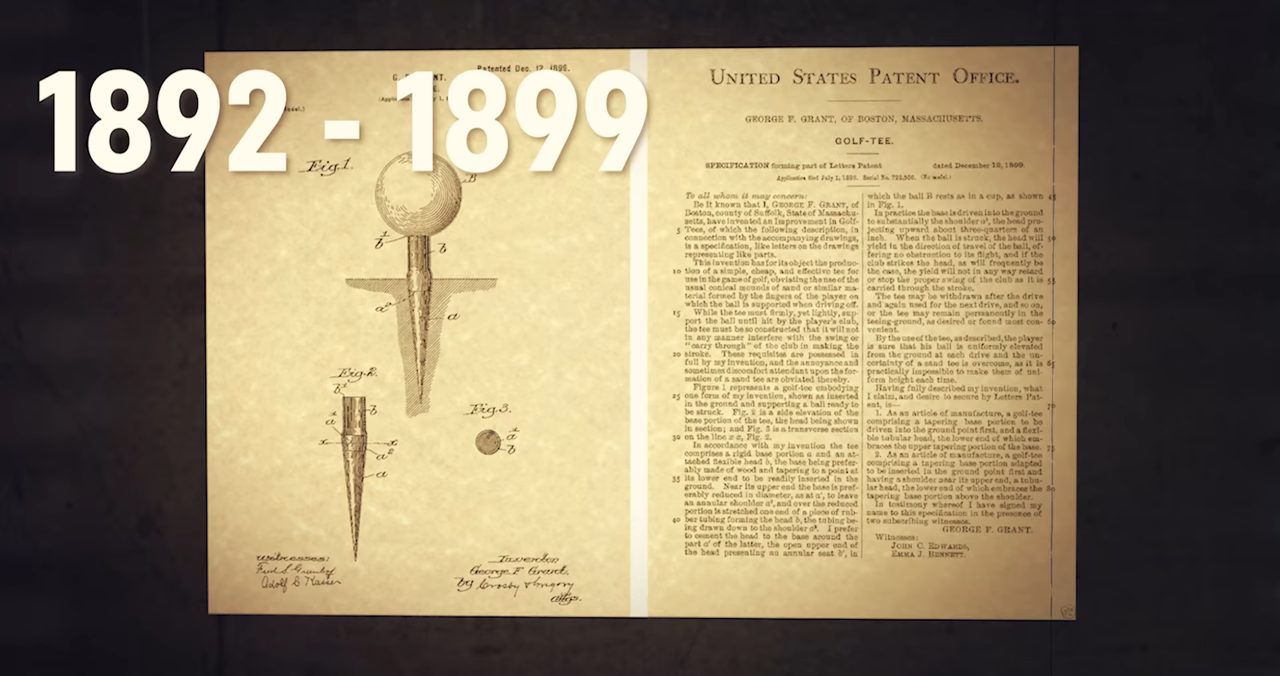 1892 - 1899
Patented Dec. 12, 1899.
Fig.1.
B
b
b
a
a
Fig.2.
b
a
x
x
a
a
Fig.3.
a
b
Witnesses:
Inventor
George F. Grant.
by Crosby & Gregory
attys.
UNITED STATES PATENT OFFICE.
GEORGE F. GRANT, OF BOSTON, MASSACHUSETTS.
GOLF-TEE.
SPECIFICATION forming part of Letters Patent dated December 12, 1899.
Application filed July 1, 1899. Serial No. (No model.)
To all whom it may concern:
Be it known that I, GEORGE F. GRANT, of
Boston, county of Suffolk, State of Massachu-
setts, have invented an Improvement in Golf-
5 Tees, of which the following description, in
connection with the accompanying drawings,
is a specification, like letters on the drawings
representing like parts.
This invention has for its object the produc-
10 tion of a simple, cheap, and effective tee for
use in the game of golf, obviating the use of the
usual conical mounds of sand or similar ma-
terial formed by the fingers of the player on
which the ball is supported when driving off.
15 While the tee must firmly, yet lightly, sup-
port the ball until hit by the player's club,
the tee must be so constructed that it will not
in any manner interfere with the swing or
"carry through" of the club in making the
20 stroke. These requisites are possessed in
full by my invention, and the annoyance and
sometimes discomfort attendant upon the for-
mation of a sand tee are obviated thereby.
Figure 1 represents a golf-tee embodying
25 one form of my invention, shown as inserted
in the ground and supporting a ball ready to
be struck. Fig. 2 is a side elevation of the
base portion of the tee, the head being shown
in section; and Fig. 3 is a transverse section
30 on the line x x, Fig. 2.
In accordance with my invention the tee
comprises a rigid base portion a and an at-
tached flexible head b, the base being prefer-
ably made of wood and tapering to a point at
35 its lower end to be readily inserted in the
ground. Near its upper end the base is pref-
erably reduced in diameter, as at a', to leave
an annular shoulder a², and over the reduced
portion is stretched one end of a piece of rub-
40 ber tubing forming the head b, the tubing be-
ing drawn down to the shoulder a². I prefer
to cement the head to the base around the
part a' of the latter, the open upper end of
the head presenting an annular seat b', in
which the ball B rests as in a cup, as shown 45
in Fig. 1.
In practice the base is driven into the ground
to substantially the shoulder a², the head pro-
jecting upward about three-quarters of an
inch. When the ball is struck, the head will 50
yield in the direction of travel of the ball, of-
fering no obstruction to its flight, and if the
club strikes the head, as will frequently be
the case, the yield will not in any way retard
or stop the proper swing of the club as it is 55
carried through the stroke.
The tee may be withdrawn after the drive
and again used for the next drive, and so on,
or the tee may remain permanently in the
teeing-ground, as desired or found most con- 60
venient.
By the use of the tee, as described, the player
is sure that his ball is uniformly elevated
from the ground at each drive and the un-
certainty of a sand tee is overcome, as it is 65
practically impossible to make them of uni-
form height each time.
Having fully described my invention, what
I claim, and desire to secure by Letters Pat-
ent, is— 70
1. As an article of manufacture, a golf-tee
comprising a tapering base portion to be
driven into the ground point first, and a flexi-
ble tubular head, the lower end of which em-
braces the tapering portion of the base. 75
2. As an article of manufacture, a golf-tee
comprising a tapering base portion adapted
to be inserted in the ground point first and
having a shoulder near its upper end, a tubu-
lar head, the lower end of which embraces the 80
tapering base portion above the shoulder.
In testimony whereof I have signed my
name to this specification in the presence of
two subscribing witnesses.
GEORGE F. GRANT.
Witnesses:
JOHN C. EDWARDS,
EMMA J. BENNETT.